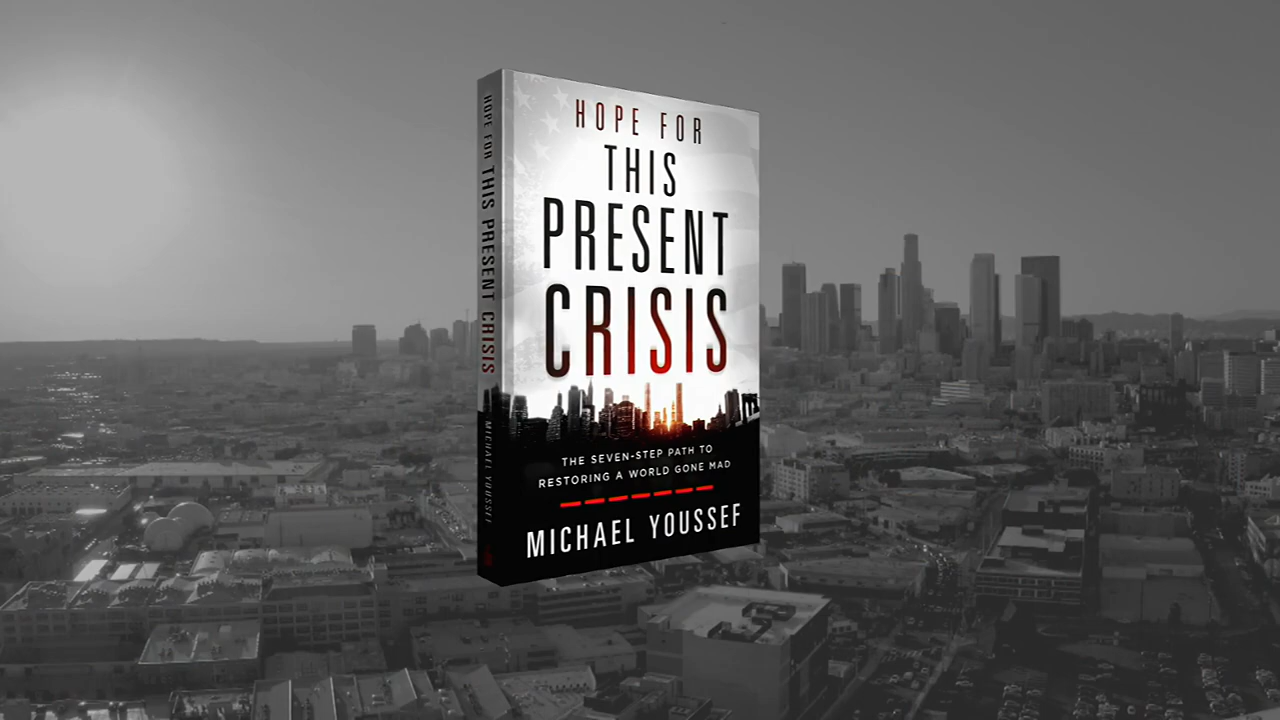 HOPE FOR THIS PRESENT CRISIS
MICHAEL YOUSSEF
HOPE FOR
THIS
PRESENT
CRISIS
THE SEVEN-STEP PATH TO
RESTORING A WORLD GONE MAD
MICHAEL YOUSSEF